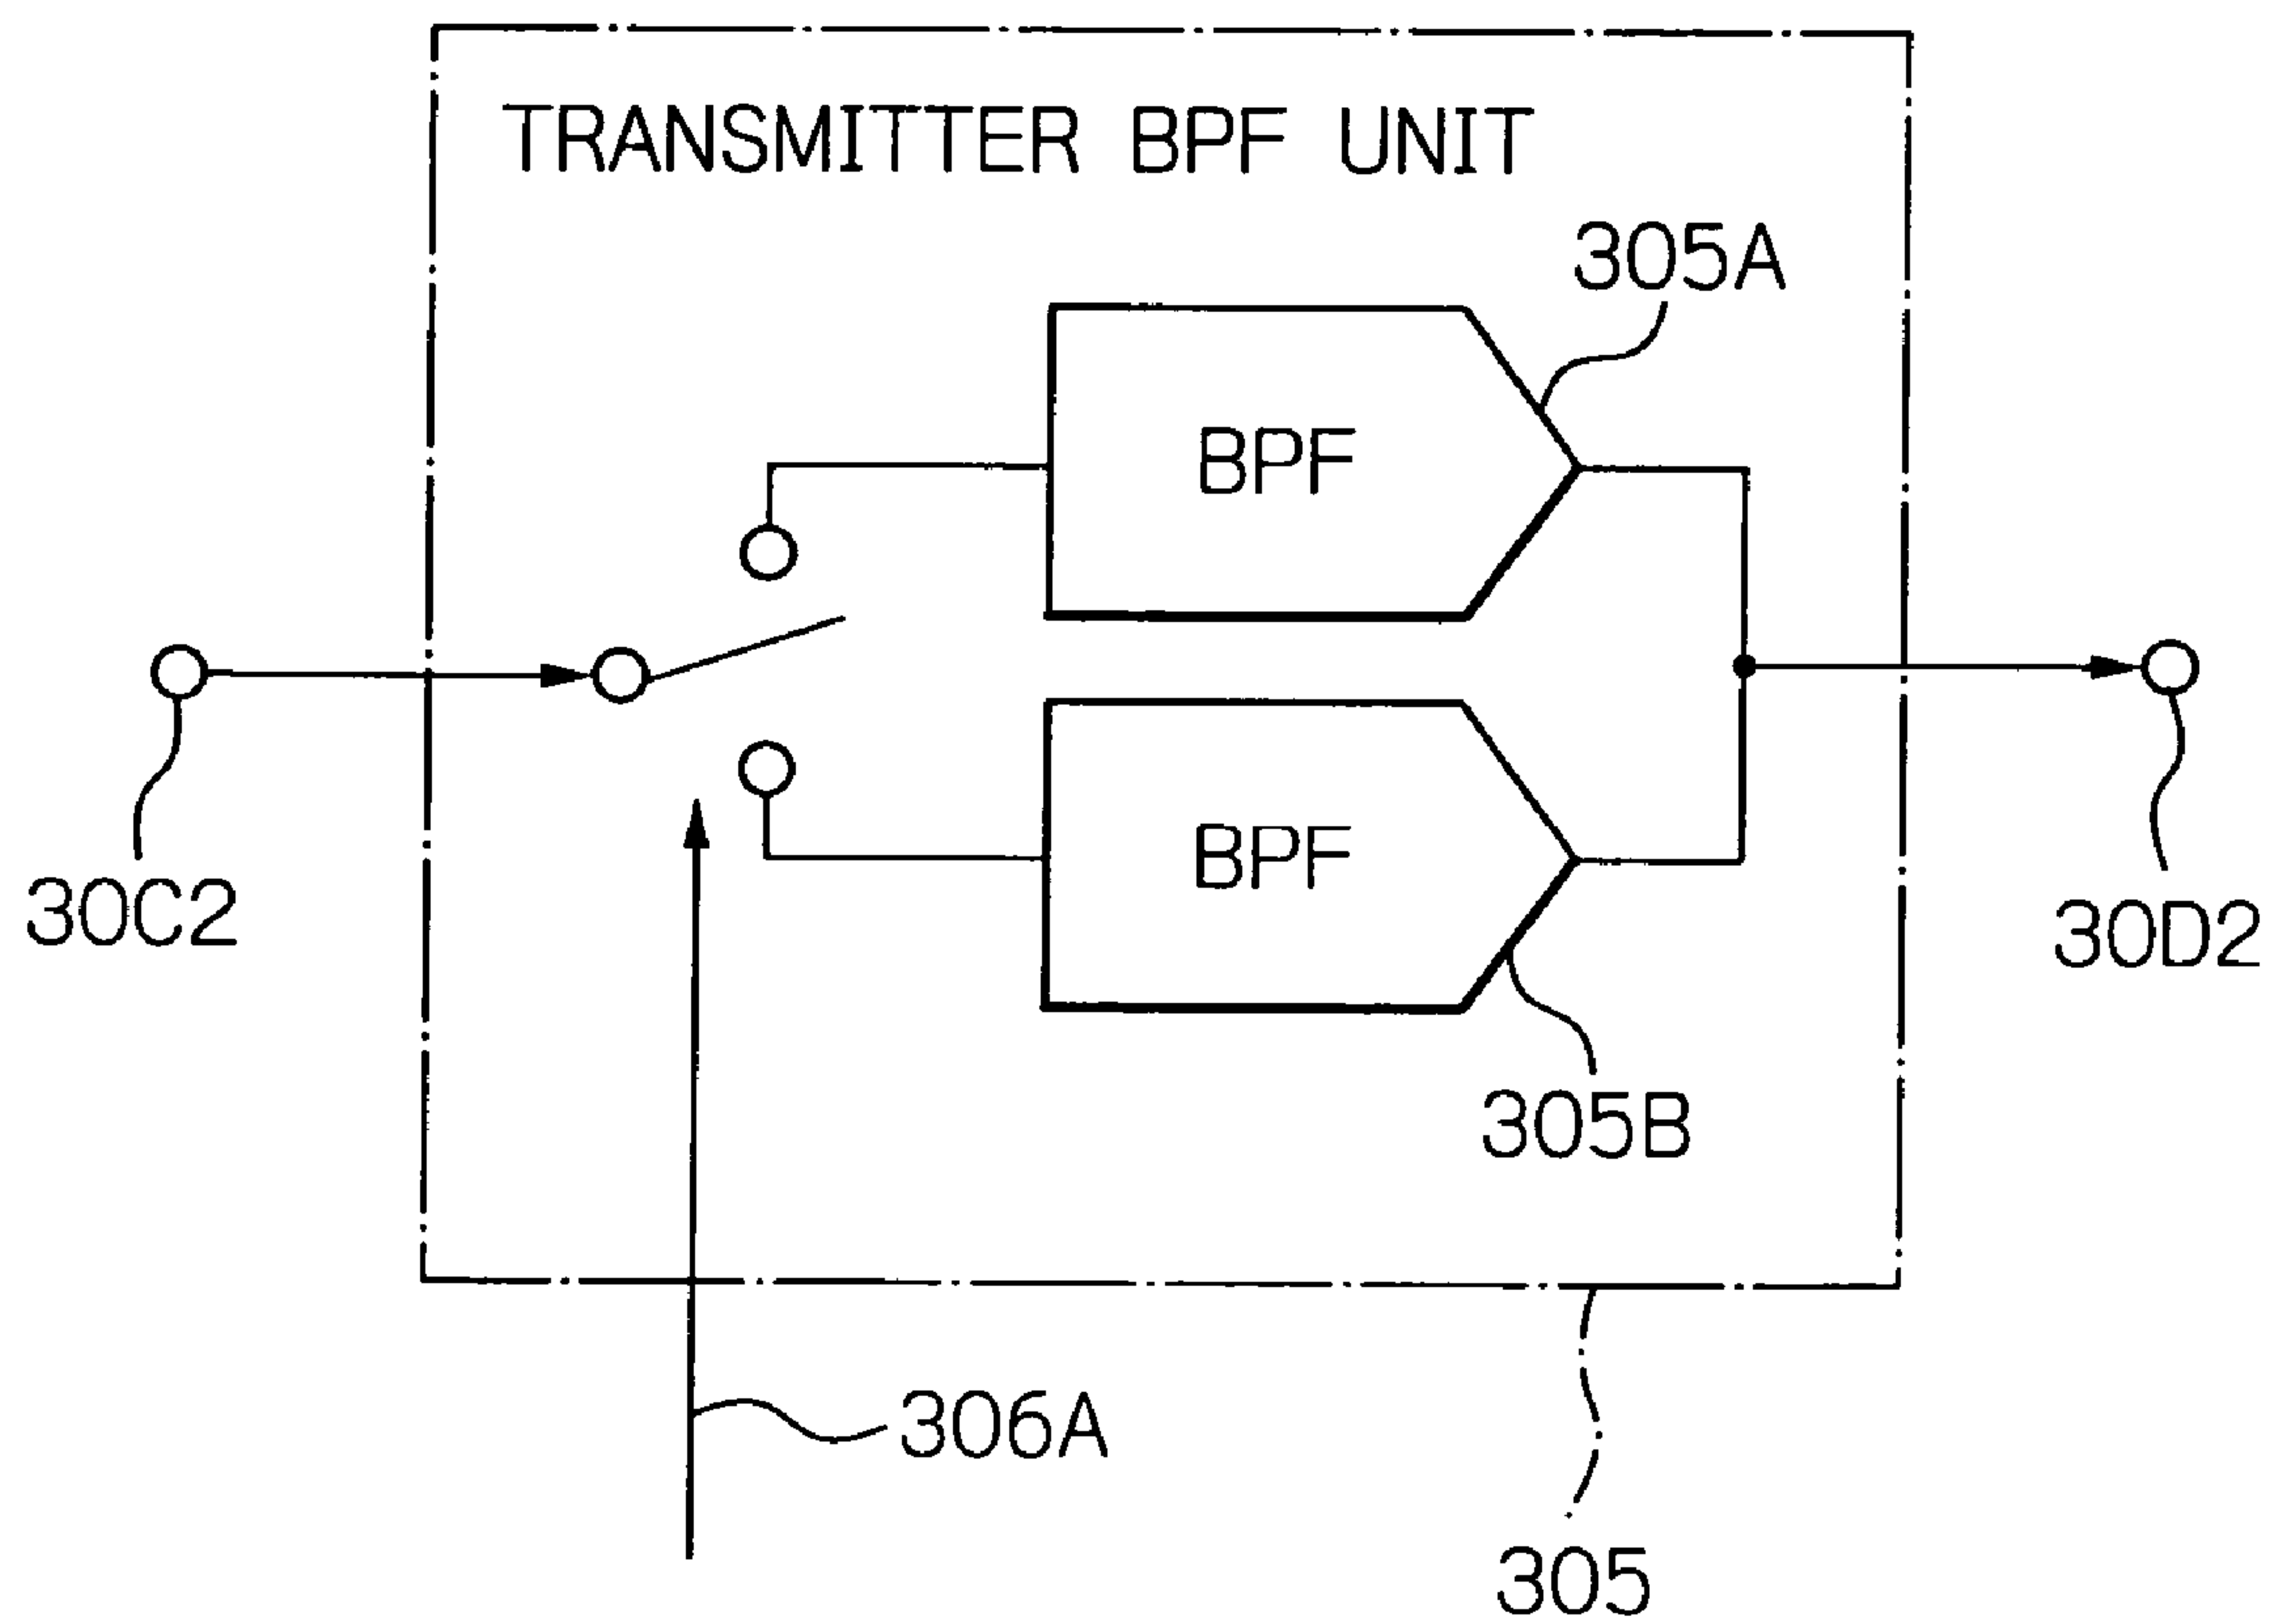 TRANSMITTER BPF UNIT
305A
BPF
BPF
30C2
30D2
305B
306A
305